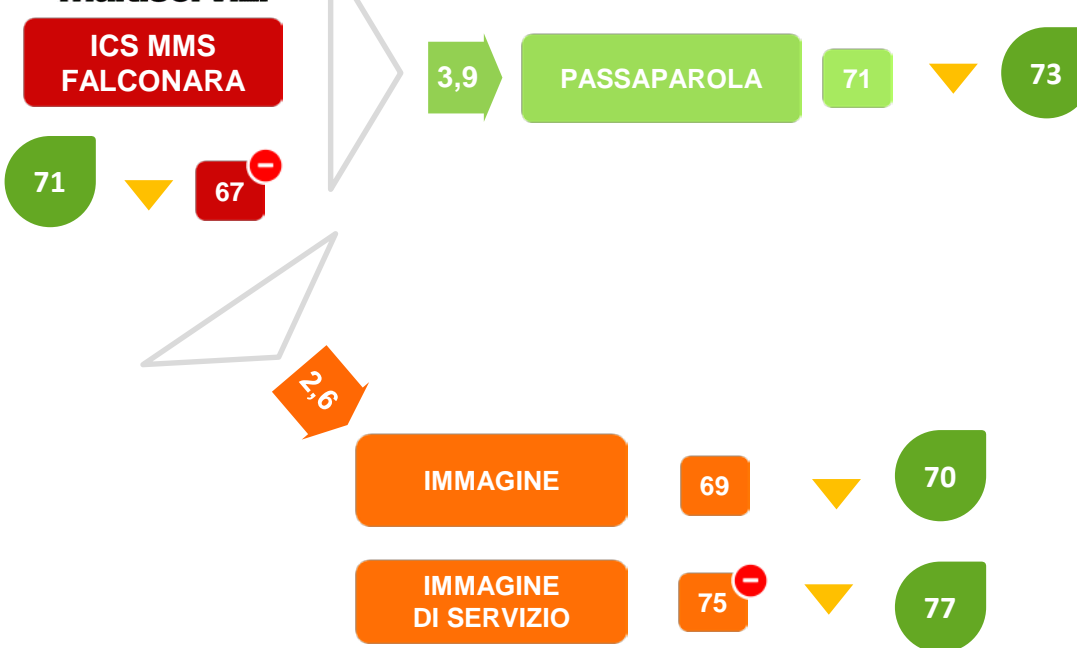 multiservizi
ICS MMS
FALCONARA
3,9
PASSAPAROLA
71
73
71
67
2,6
IMMAGINE
69
70
IMMAGINE
DI SERVIZIO
75
77